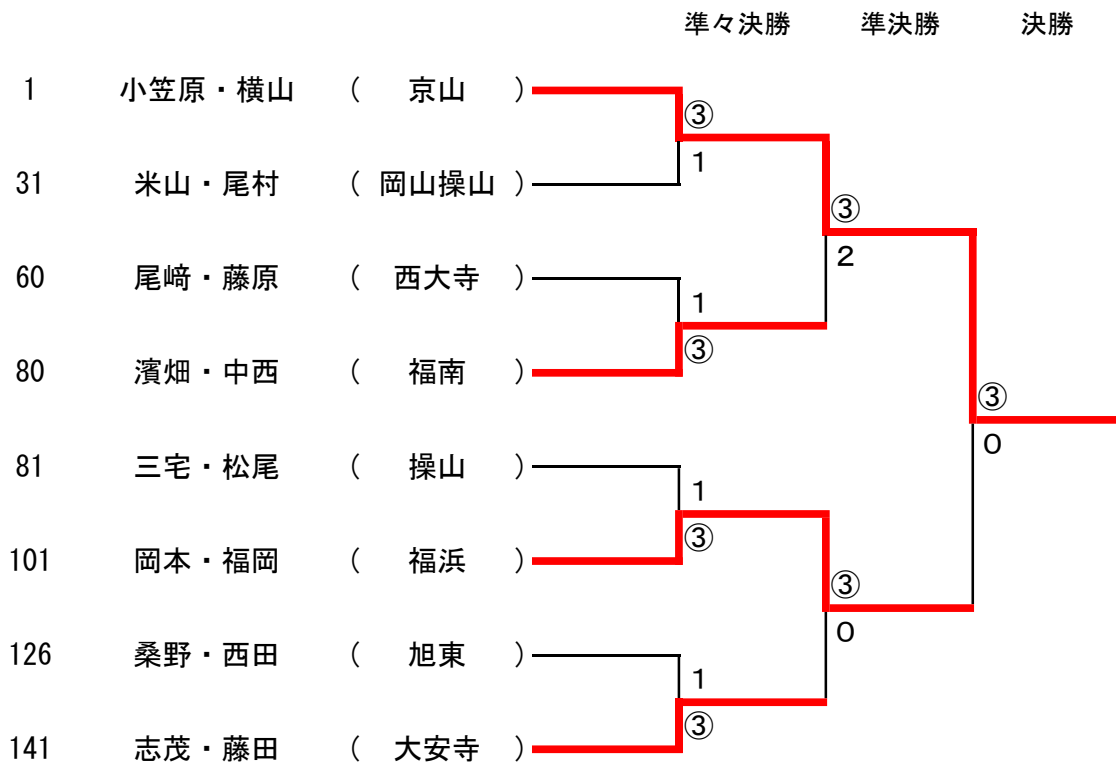 準々決勝 準決勝 決勝
1 小笠原・横山 ( 京山 )
③
1
31 米山・尾村 ( 岡山操山 )
③
2
60 尾﨑・藤原 ( 西大寺 )
1
③
80 濱畑・中西 ( 福南 )
③
0
81 三宅・松尾 ( 操山 )
1
③
101 岡本・福岡 ( 福浜 )
③
0
126 桑野・西田 ( 旭東 )
1
③
141 志茂・藤田 ( 大安寺 )